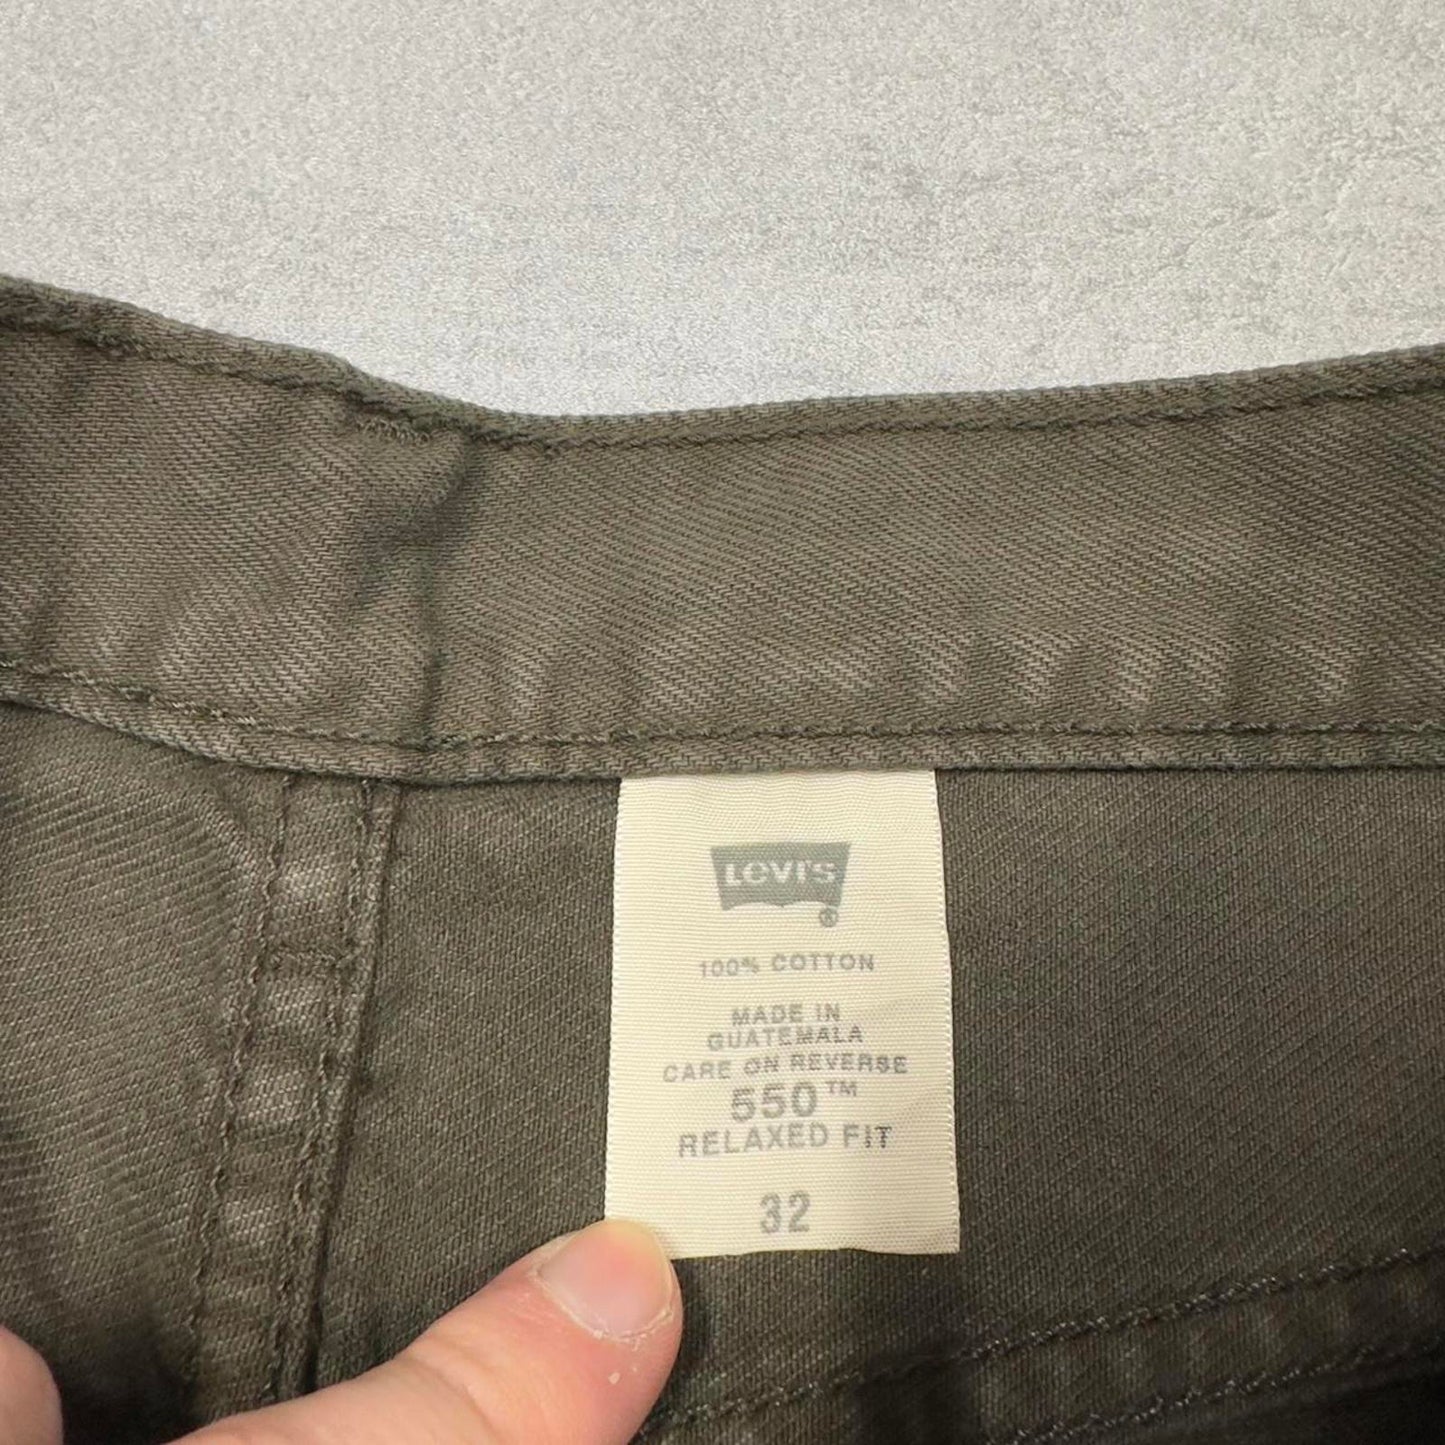 LEVI'S
®
100% COTTON
MADE IN
GUATEMALA
CARE ON REVERSE
550™
RELAXED FIT
32